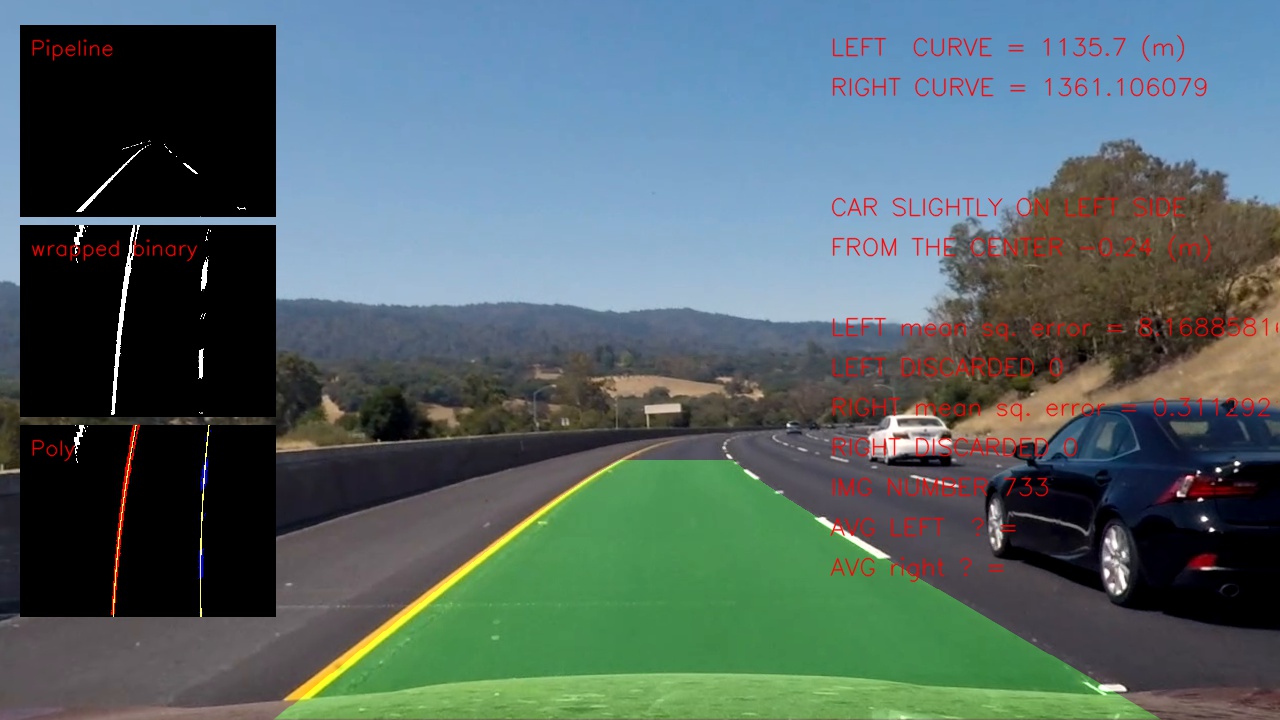 Pipeline
wrapped binary
Poly
LEFT CURVE = 1135.7 (m)
RIGHT CURVE = 1361.106079
CAR SLIGHTLY ON LEFT SIDE
FROM THE CENTER -0.24 (m)
LEFT mean sq. error = 8.1688581
LEFT DISCARDED 0
RIGHT mean sq. error = 0.311292
RIGHT DISCARDED 0
IMG NUMBER 733
AVG LEFT ? =
AVG right ? =